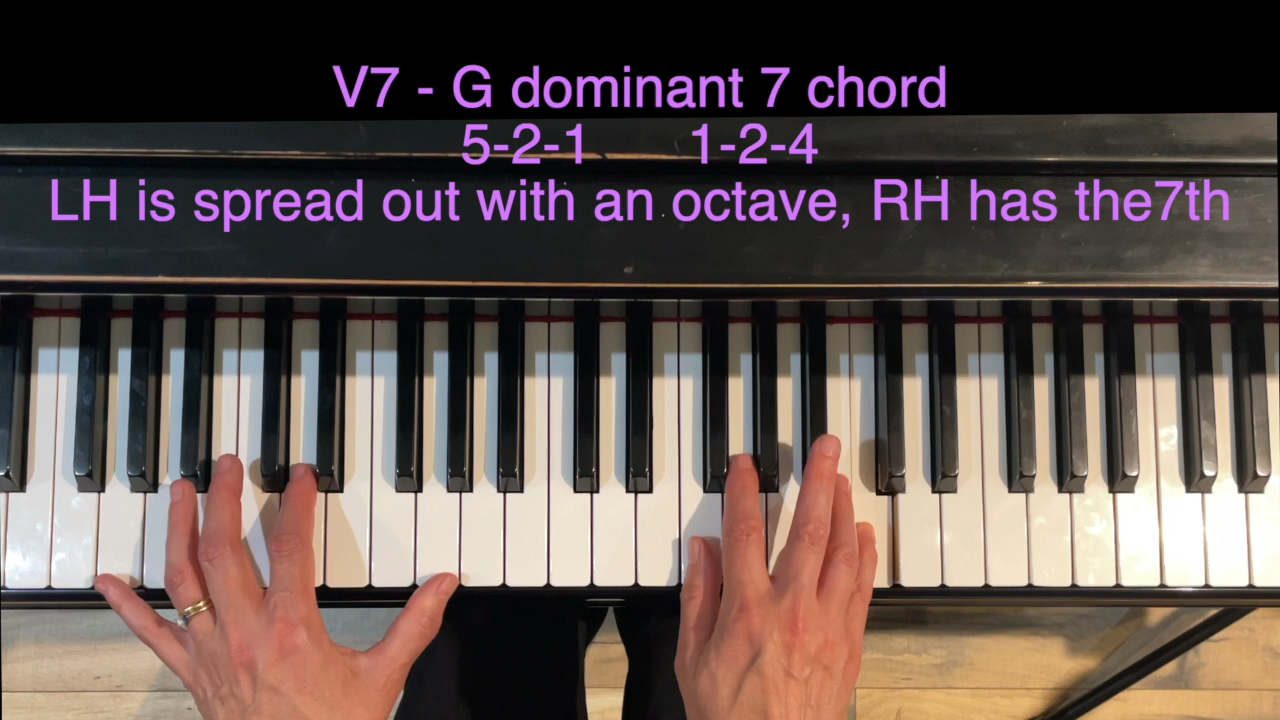 V7 - G dominant 7 chord
5-2-1 1-2-4
LH is spread out with an octave, RH has the7th